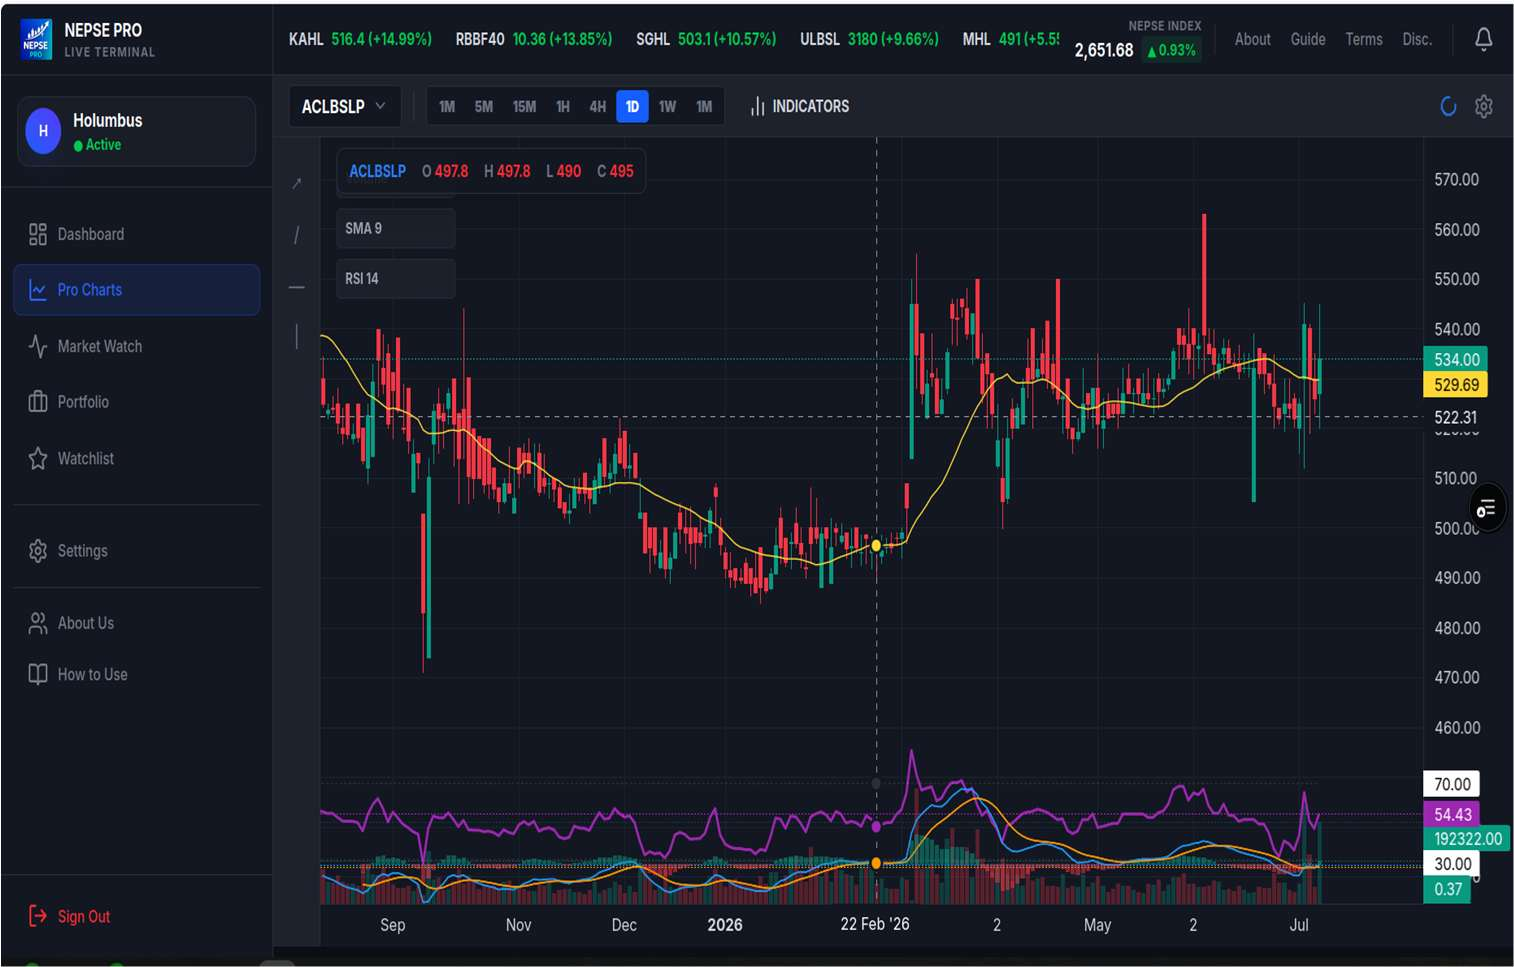 NEPSE PRO
LIVE TERMINAL
NEPSE
PRO
KAHL 516.4 (+14.99%) RBBF40 10.36 (+13.85%) SGHL 503.1 (+10.57%) ULBSL 3180 (+9.66%) MHL 491 (+5.5
NEPSE INDEX
2,651.68 ▲0.93%
About Guide Terms Disc.
H
Holumbus
Active
ACLBSLP
1M 5M 15M 1H 4H 1D 1W 1M
INDICATORS
ACLBSLP O 497.8 H 497.8 L 490 C 495
SMA 9
RSI 14
Dashboard
Pro Charts
Market Watch
Portfolio
Watchlist
Settings
About Us
How to Use
Sign Out
570.00
560.00
550.00
540.00
534.00
529.69
522.31
510.00
500.00
490.00
480.00
470.00
460.00
70.00
54.43
192322.00
30.00
0.37
Sep Nov Dec 2026 22 Feb '26 2 May 2 Jul